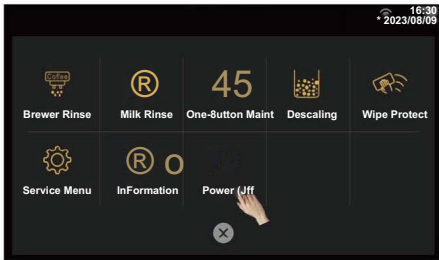 16:30
* 2023/08/09
Cofee
® 45
Brewer Rinse Milk Rinse One-8utton Maint Descaling Wipe Protect
® o
Service Menu InFormation Power (Jff